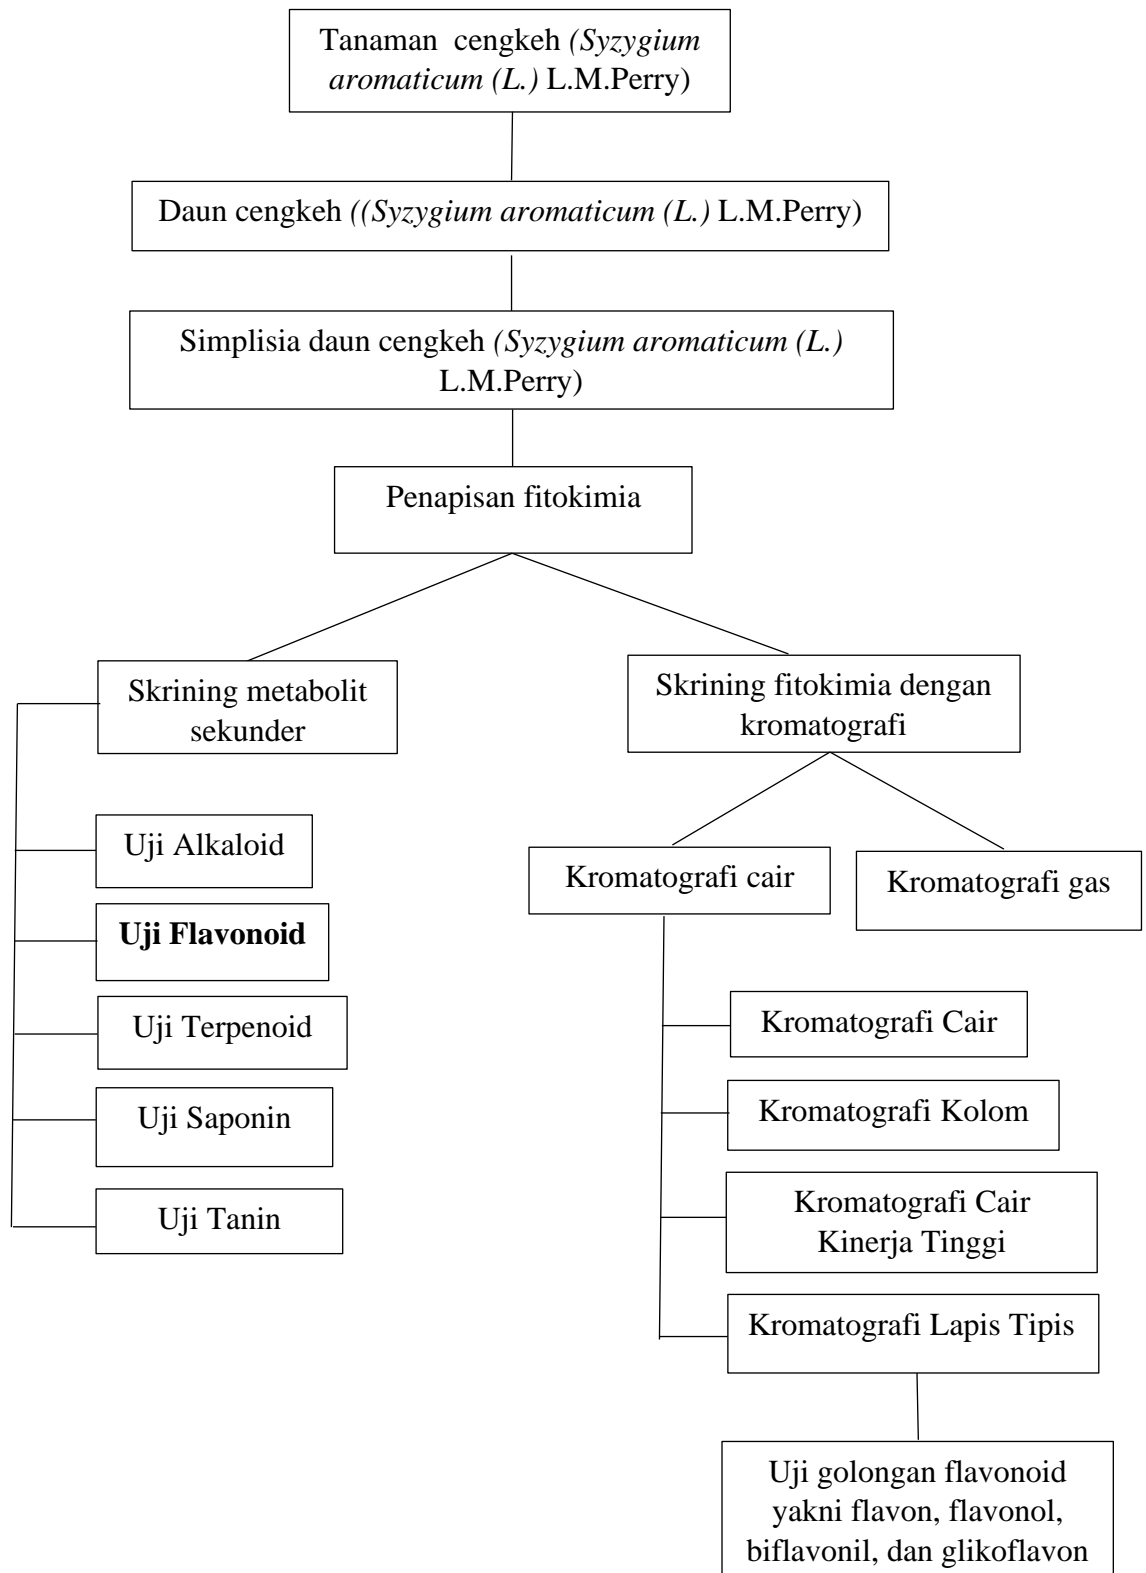 Tanaman cengkeh (Syzygium
aromaticum (L.) L.M.Perry)
Daun cengkeh ((Syzygium aromaticum (L.) L.M.Perry)
Simplisia daun cengkeh (Syzygium aromaticum (L.)
L.M.Perry)
Penapisan fitokimia
Skrining metabolit
sekunder
Uji Alkaloid
Uji Flavonoid
Uji Terpenoid
Uji Saponin
Uji Tanin
Skrining fitokimia dengan
kromatografi
Kromatografi cair
Kromatografi gas
Kromatografi Cair
Kromatografi Kolom
Kromatografi Cair
Kinerja Tinggi
Kromatografi Lapis Tipis
Uji golongan flavonoid
yakni flavon, flavonol,
biflavonil, dan glikoflavon